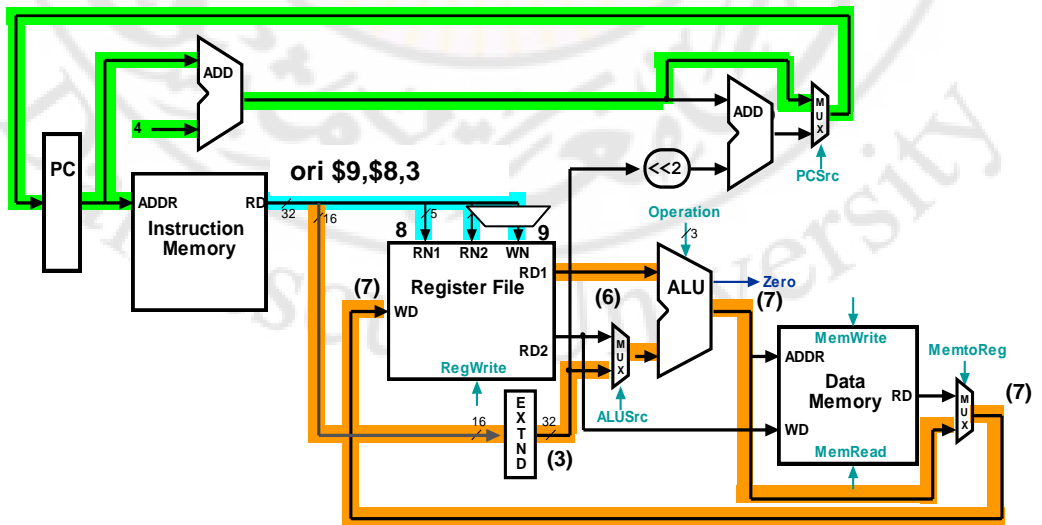 ADD
4
PC
ADD
M
U
X
<<2
PCSrc
ori $9,$8,3
ADDR
RD
Instruction
Memory
32
16
5
Operation
3
8
9
RN1
RN2
WN
RD1
Register File
(7)
WD
RD2
RegWrite
(6)
M
U
X
ALUSrc
ALU
Zero
(7)
MemWrite
ADDR
Data
Memory
RD
WD
MemRead
MemtoReg
M
U
X
(7)
16
E
X
T
N
D
32
(3)
University